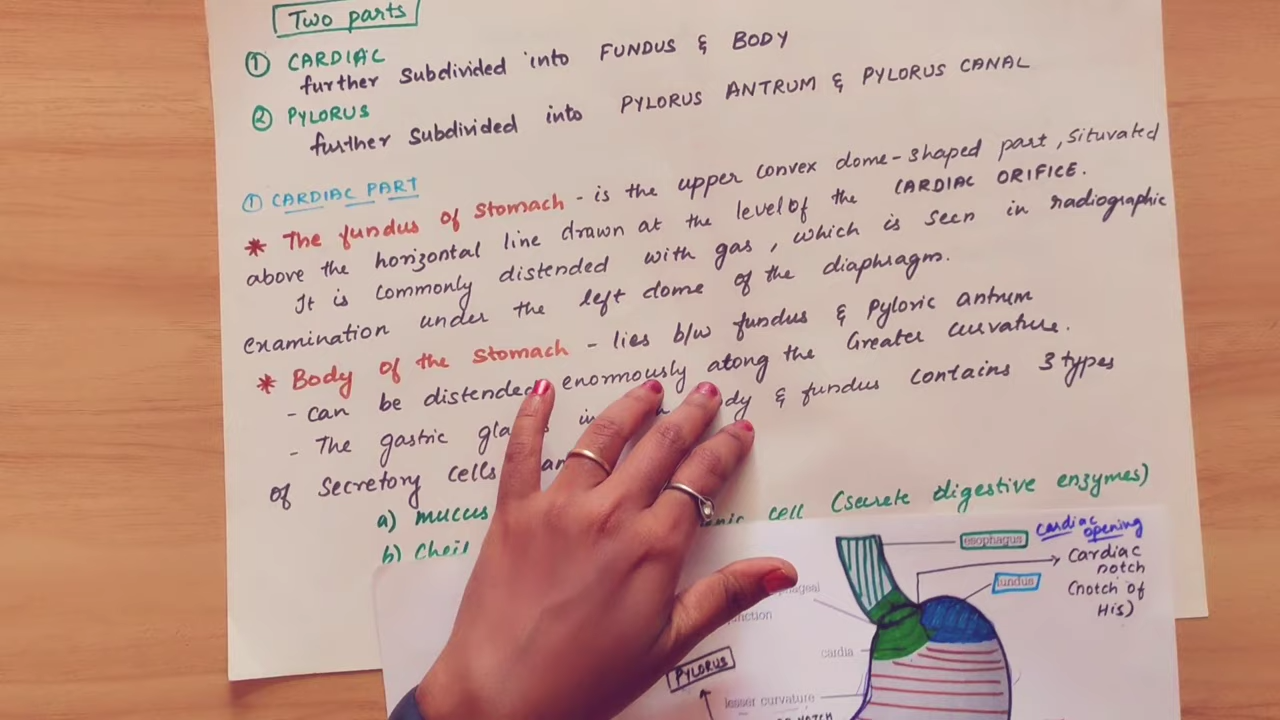 Two parts
① CARDIAC
further subdivided into FUNDUS & BODY
② PYLORUS
further subdivided into PYLORUS ANTRUM & PYLORUS CANAL
① CARDIAC PART
* The fundus of stomach - is the upper convex dome-shaped part, situvated
above the horizontal line drawn at the level of the CARDIAC ORIFICE.
It is commonly distended with gas, which is seen in radiographic
examination under the left dome of the diaphragm.
* Body of the stomach - lies b/w fundus & pyloric antrum
- can be distended enormously along the Greater curvature.
- The gastric & fundus contains 3 types
of secretory cells
a) mucus cell (secrete digestive enzymes)
b)
esophagus
cardiac opening
Cardiac notch
(notch of His)
fundus
cardia
PYLORUS
lesser curvature